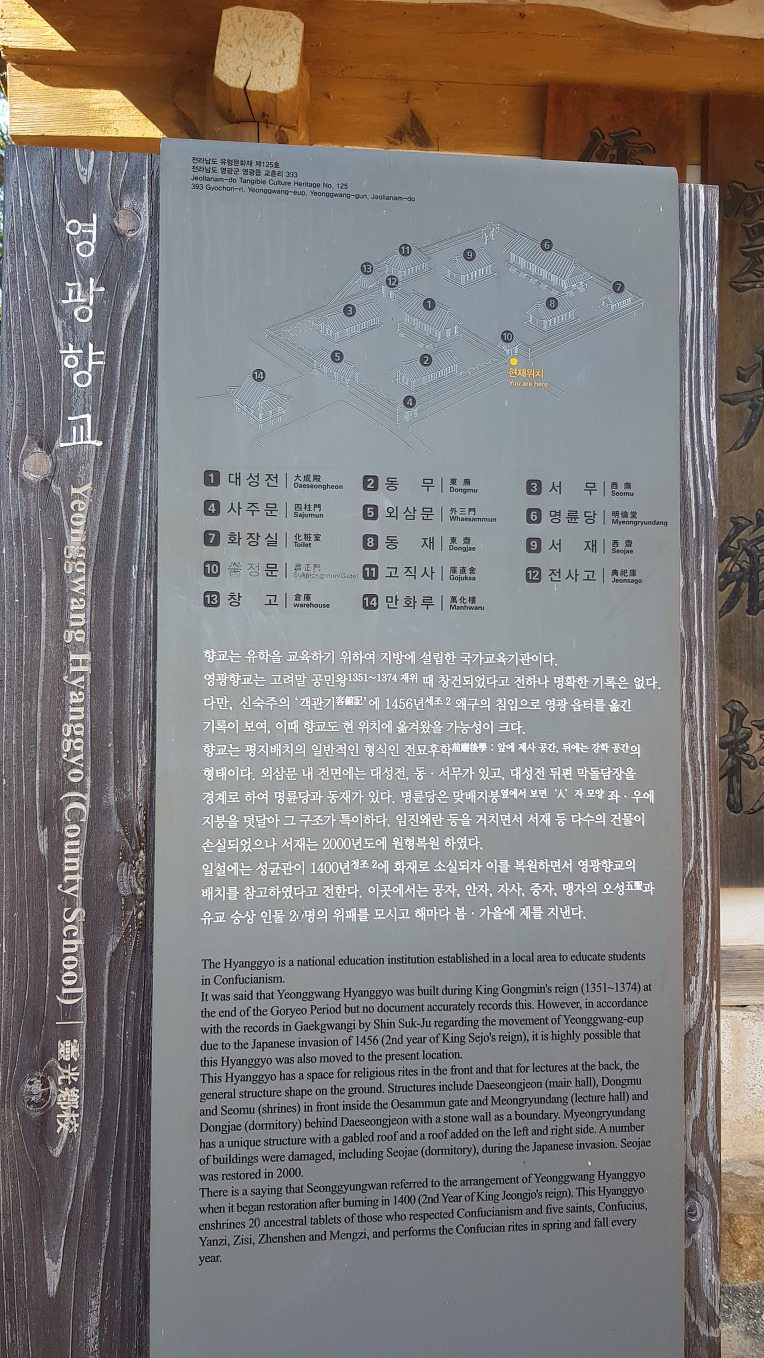 영광향교 Yeonggwang Hyanggyo (County School) | 靈光鄕校
전라남도 유형문화재 제125호
전라남도 영광군 영광읍 교촌리 393
Jeollanam-do Tangible Culture Heritage No. 125
393 Gyochon-ri, Yeonggwang-eup, Yeonggwang-gun, Jeollanam-do
11
6
9
13
12
7
3
1
8
10
5
2
14
4
현재위치
You are here
1 대성전 | 大成殿 Daeseongheon
2 동 무 | 東廡 Dongmu
3 서 무 | 西廡 Seomu
4 사주문 | 四柱門 Sajumun
5 외삼문 | 外三門 Whaesammun
6 명륜당 | 明倫堂 Myeongryundang
7 화장실 | 化粧室 Toilet
8 동 재 | 東齋 Dongjae
9 서 재 | 西齋 Seojae
10 정문 | 正門 (Gate)
11 고직사 | 庫直舍 Gojuksa
12 전사고 | 典祀庫 Jeonsago
13 창 고 | 倉庫 warehouse
14 만화루 | 萬化樓 Manhwaru
향교는 유학을 교육하기 위하여 지방에 설립한 국가교육기관이다.
영광향교는 고려말 공민왕1351~1374 재위 때 창건되었다고 전하나 명확한 기록은 없다.
다만, 신숙주의 '객관기客館記'에 1456년세조 2 왜구의 침입으로 영광 읍터를 옮긴
기록이 보여, 이때 향교도 현 위치에 옮겨왔을 가능성이 크다.
향교는 평지배치의 일반적인 형식인 전묘후학前廟後學 : 앞에 제사 공간, 뒤에는 강학 공간의
형태이다. 외삼문 내 전면에는 대성전, 동 · 서무가 있고, 대성전 뒤편 막돌담장을
경계로 하여 명륜당과 동재가 있다. 명륜당은 맞배지붕옆에서 보면 '人' 자 모양 좌 · 우에
지붕을 덧달아 그 구조가 특이하다. 임진왜란 등을 거치면서 서재 등 다수의 건물이
손실되었으나 서재는 2000년도에 원형복원 하였다.
일설에는 성균관이 1400년정조 2에 화재로 소실되자 이를 복원하면서 영광향교의
배치를 참고하였다고 전한다. 이곳에서는 공자, 안자, 자사, 중자, 맹자의 오성五聖과
유교 숭상 인물 20명의 위패를 모시고 해마다 봄 · 가을에 제를 지낸다.
The Hyanggyo is a national education institution established in a local area to educate students
in Confucianism.
It was said that Yeonggwang Hyanggyo was built during King Gongmin's reign (1351~1374) at
the end of the Goryeo Period but no document accurately records this. However, in accordance
with the records in Gaekgwangi by Shin Suk-Ju regarding the movement of Yeonggwang-eup
due to the Japanese invasion of 1456 (2nd year of King Sejo's reign), it is highly possible that
this Hyanggyo was also moved to the present location.
This Hyanggyo has a space for religious rites in the front and that for lectures at the back, the
general structure shape on the ground. Structures include Daeseongjeon (main hall), Dongmu
and Seomu (shrines) in front inside the Oesammun gate and Meongryundang (lecture hall) and
Dongjae (dormitory) behind Daeseongjeon with a stone wall as a boundary. Myeongryundang
has a unique structure with a gabled roof and a roof added on the left and right side. A number
of buildings were damaged, including Seojae (dormitory), during the Japanese invasion. Seojae
was restored in 2000.
There is a saying that Seonggyungwan referred to the arrangement of Yeonggwang Hyanggyo
when it began restoration after burning in 1400 (2nd Year of King Jeongjo's reign). This Hyanggyo
enshrines 20 ancestral tablets of those who respected Confucianism and five saints, Confucius,
Yanzi, Zisi, Zhenshen and Mengzi, and performs the Confucian rites in spring and fall every
year.
儒
靈光鄕校